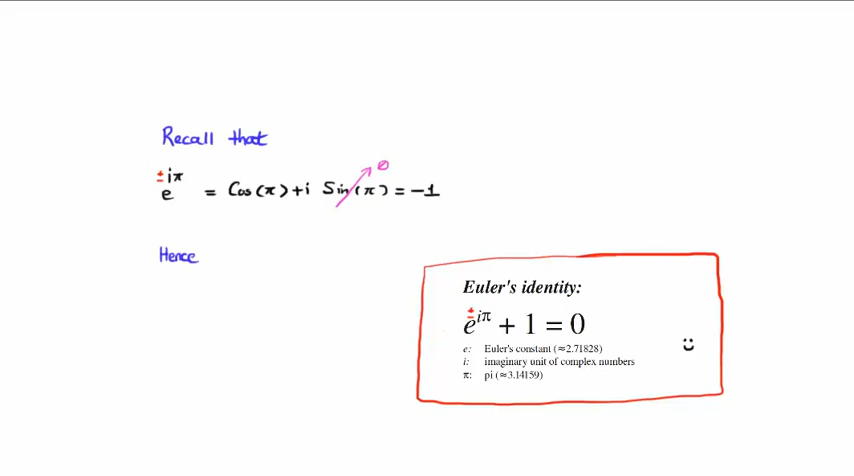 Recall that
e^{±iπ} = Cos(π) + i Sin(π) = -1
0
Hence
Euler's identity:
e^{±iπ} + 1 = 0
e: Euler's constant (≈2.71828)
i: imaginary unit of complex numbers
π: pi (≈3.14159)